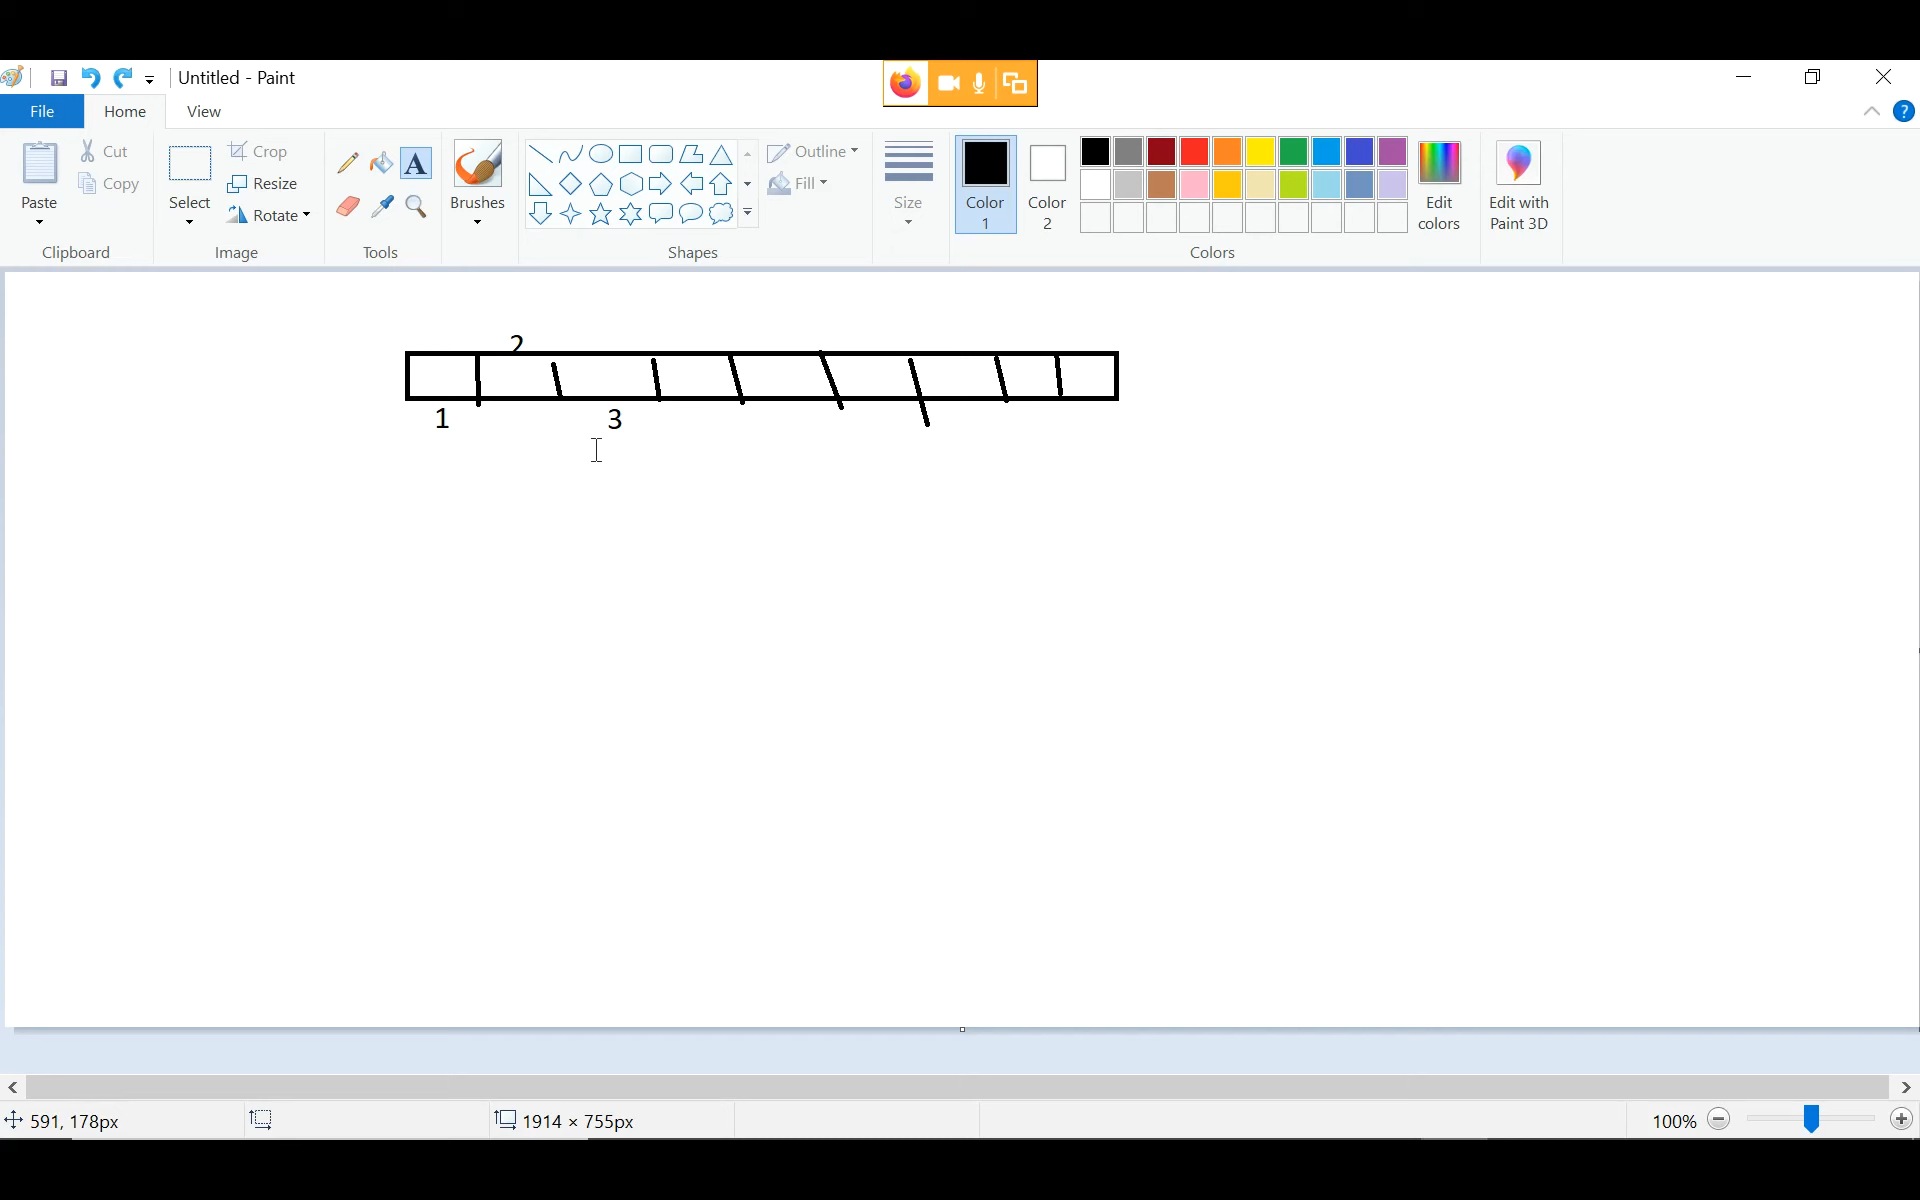 Untitled - Paint
File Home View
Paste
Cut
Copy
Clipboard
Select
Crop
Resize
Rotate
Image
A
Tools
Brushes
Shapes
Outline
Fill
Size
Color 1
Color 2
Colors
Edit colors
Edit with Paint 3D
?
2
1 3
591, 178px
1914 × 755px
100%